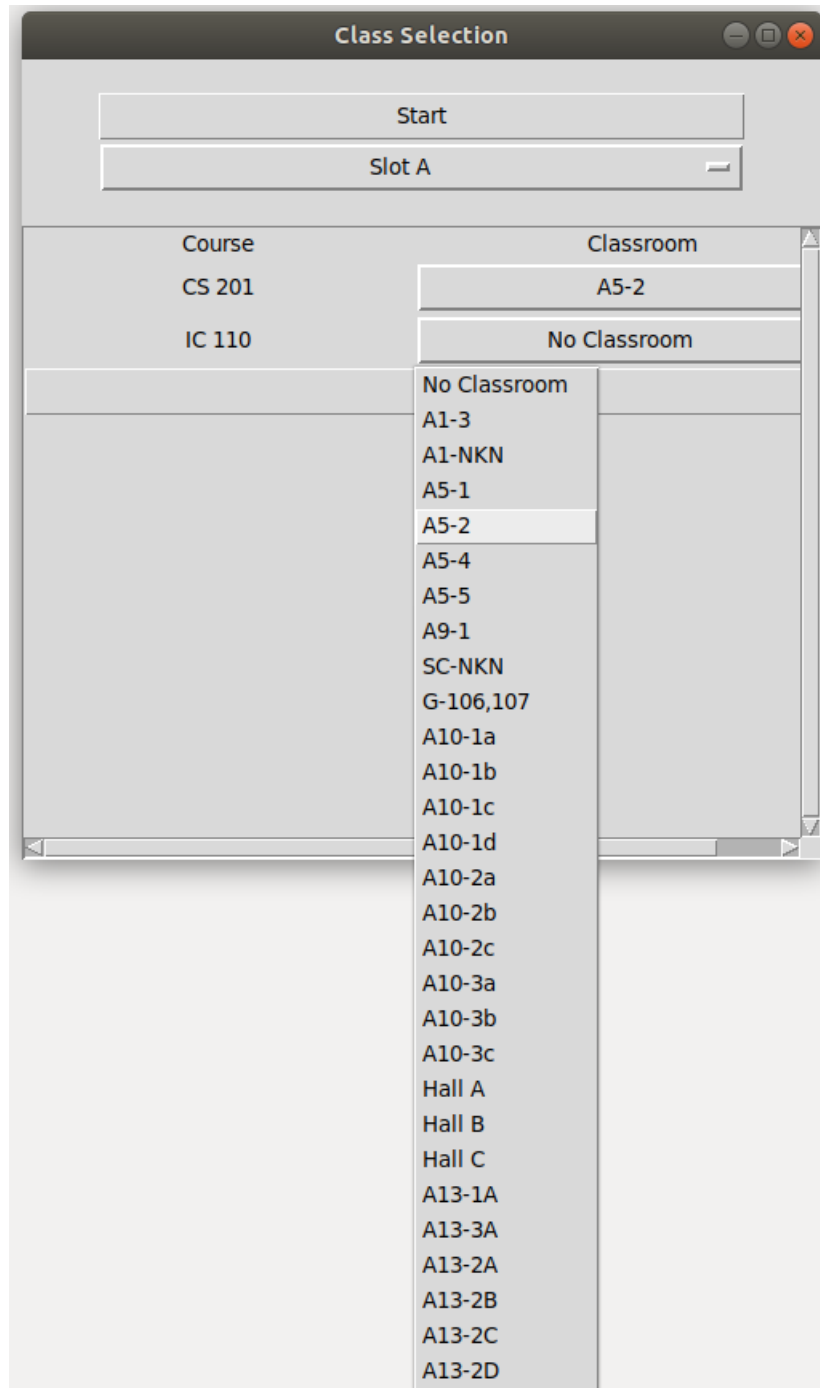 Class Selection
Start
Slot A
Course Classroom
CS 201 A5-2
IC 110 No Classroom
No Classroom
A1-3
A1-NKN
A5-1
A5-2
A5-4
A5-5
A9-1
SC-NKN
G-106,107
A10-1a
A10-1b
A10-1c
A10-1d
A10-2a
A10-2b
A10-2c
A10-3a
A10-3b
A10-3c
Hall A
Hall B
Hall C
A13-1A
A13-3A
A13-2A
A13-2B
A13-2C
A13-2D